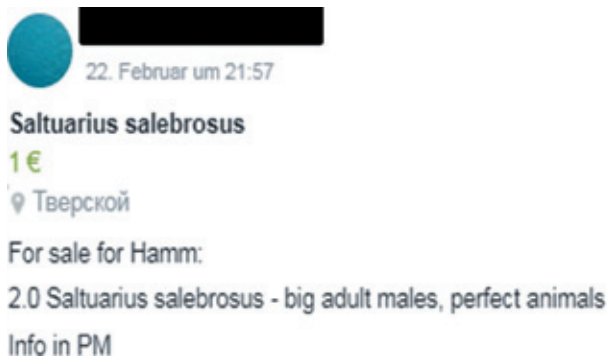 22. Februar um 21:57
Saltuarius salebrosus
1 €
Тверской
For sale for Hamm:
2.0 Saltuarius salebrosus - big adult males, perfect animals
Info in PM